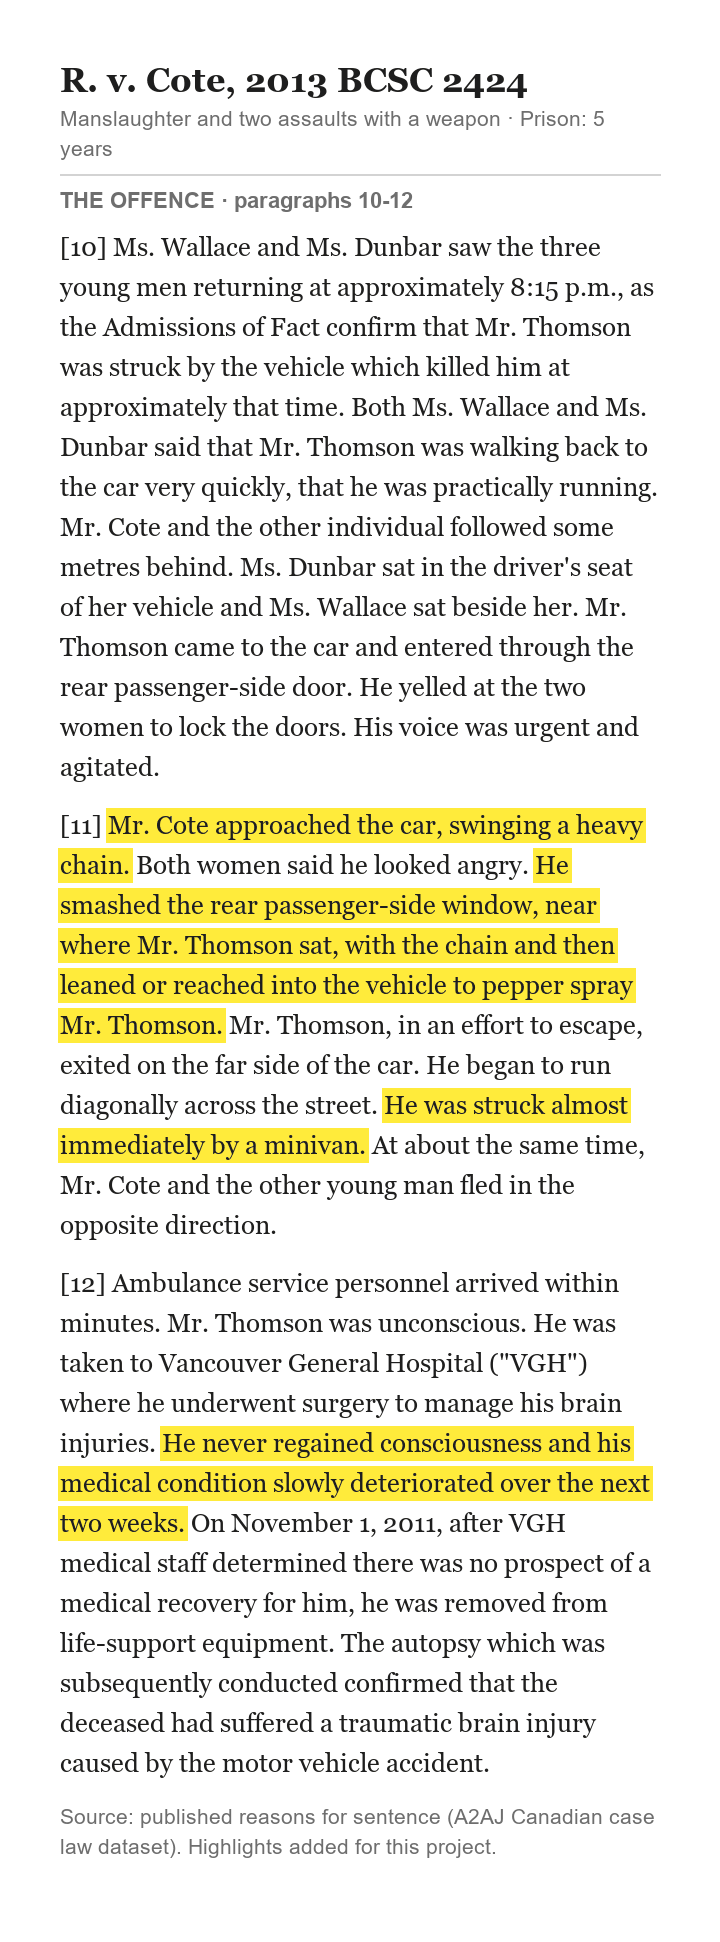 R. v. Cote, 2013 BCSC 2424
Manslaughter and two assaults with a weapon · Prison: 5
years
THE OFFENCE · paragraphs 10-12
[10] Ms. Wallace and Ms. Dunbar saw the three
young men returning at approximately 8:15 p.m., as
the Admissions of Fact confirm that Mr. Thomson
was struck by the vehicle which killed him at
approximately that time. Both Ms. Wallace and Ms.
Dunbar said that Mr. Thomson was walking back to
the car very quickly, that he was practically running.
Mr. Cote and the other individual followed some
metres behind. Ms. Dunbar sat in the driver's seat
of her vehicle and Ms. Wallace sat beside her. Mr.
Thomson came to the car and entered through the
rear passenger-side door. He yelled at the two
women to lock the doors. His voice was urgent and
agitated.
[11] Mr. Cote approached the car, swinging a heavy
chain. Both women said he looked angry. He
smashed the rear passenger-side window, near
where Mr. Thomson sat, with the chain and then
leaned or reached into the vehicle to pepper spray
Mr. Thomson. Mr. Thomson, in an effort to escape,
exited on the far side of the car. He began to run
diagonally across the street. He was struck almost
immediately by a minivan. At about the same time,
Mr. Cote and the other young man fled in the
opposite direction.
[12] Ambulance service personnel arrived within
minutes. Mr. Thomson was unconscious. He was
taken to Vancouver General Hospital ("VGH")
where he underwent surgery to manage his brain
injuries. He never regained consciousness and his
medical condition slowly deteriorated over the next
two weeks. On November 1, 2011, after VGH
medical staff determined there was no prospect of a
medical recovery for him, he was removed from
life-support equipment. The autopsy which was
subsequently conducted confirmed that the
deceased had suffered a traumatic brain injury
caused by the motor vehicle accident.
Source: published reasons for sentence (A2AJ Canadian case
law dataset). Highlights added for this project.